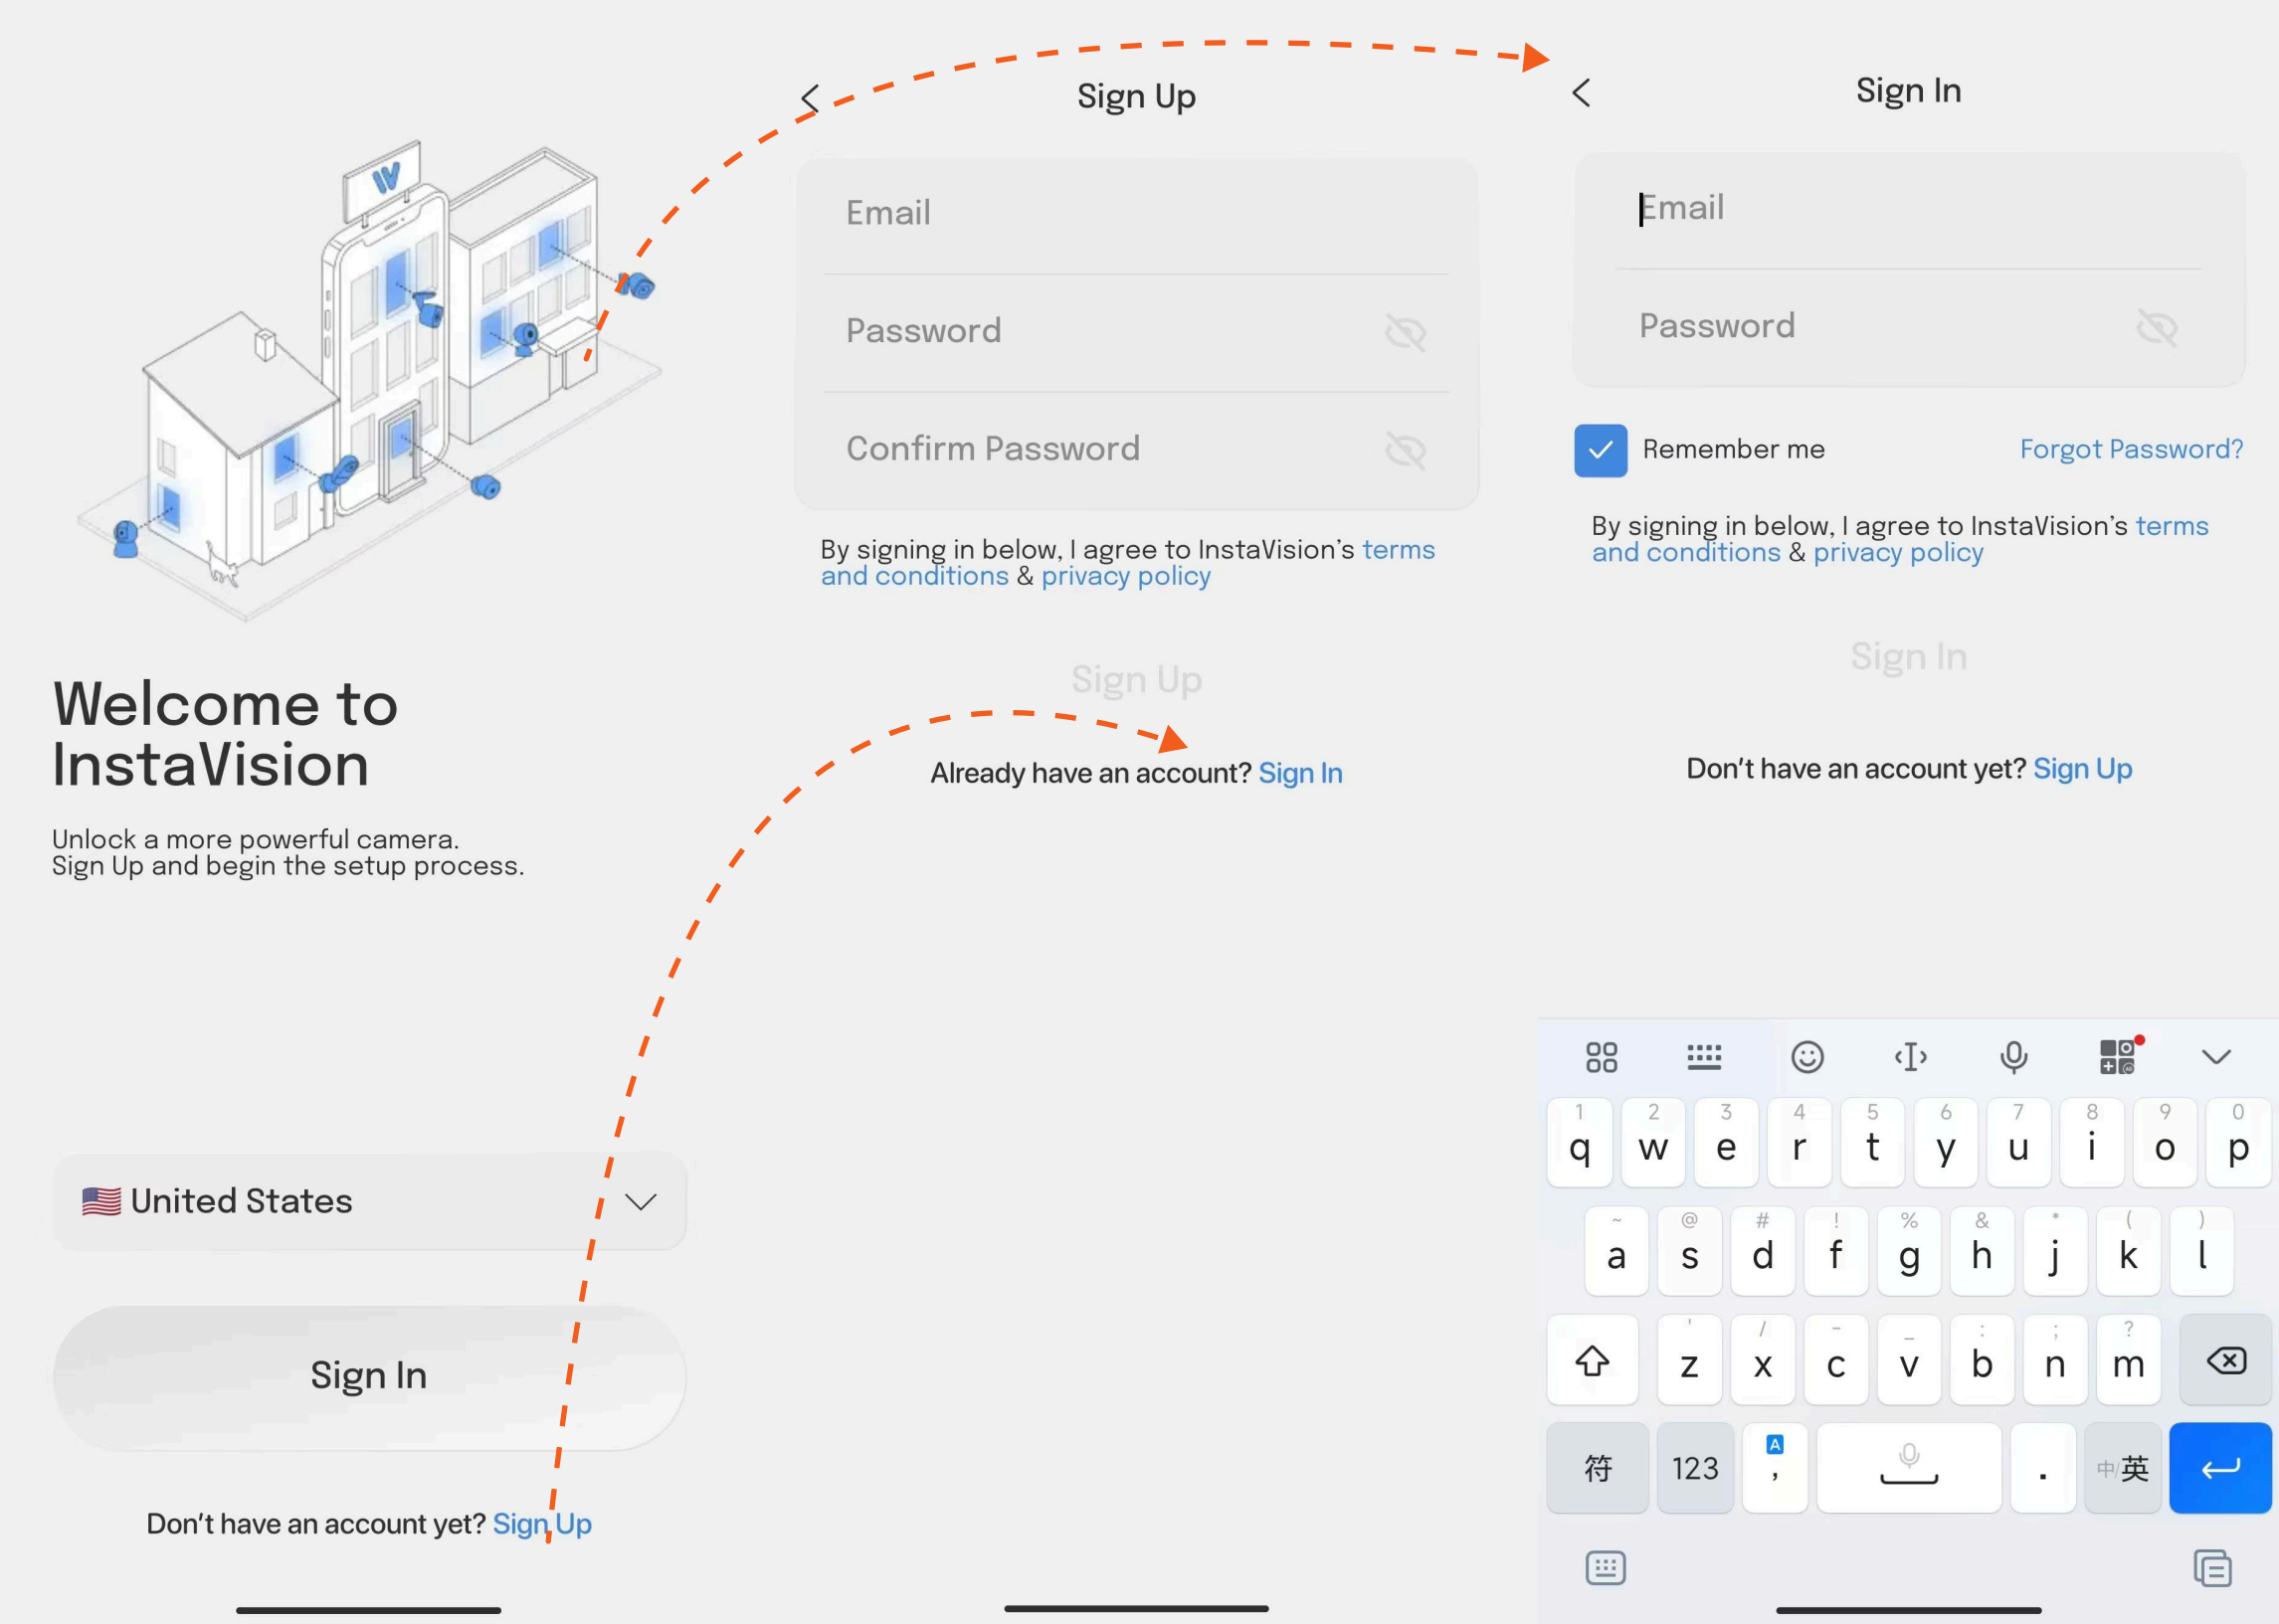 Welcome to
InstaVision
Unlock a more powerful camera.
Sign Up and begin the setup process.
🇺🇸 United States
Sign In
Don't have an account yet? Sign Up
Sign Up
Email
Password
Confirm Password
By signing in below, I agree to InstaVision's terms
and conditions & privacy policy
Sign Up
Already have an account? Sign In
Sign In
Email
Password
Remember me Forgot Password?
By signing in below, I agree to InstaVision's terms
and conditions & privacy policy
Sign In
Don't have an account yet? Sign Up
1 2 3 4 5 6 7 8 9 0
q w e r t y u i o p
~ @ # ! % & * ( )
a s d f g h j k l
' / - _ : ; ?
z x c v b n m
A
符 123 , . 中/英